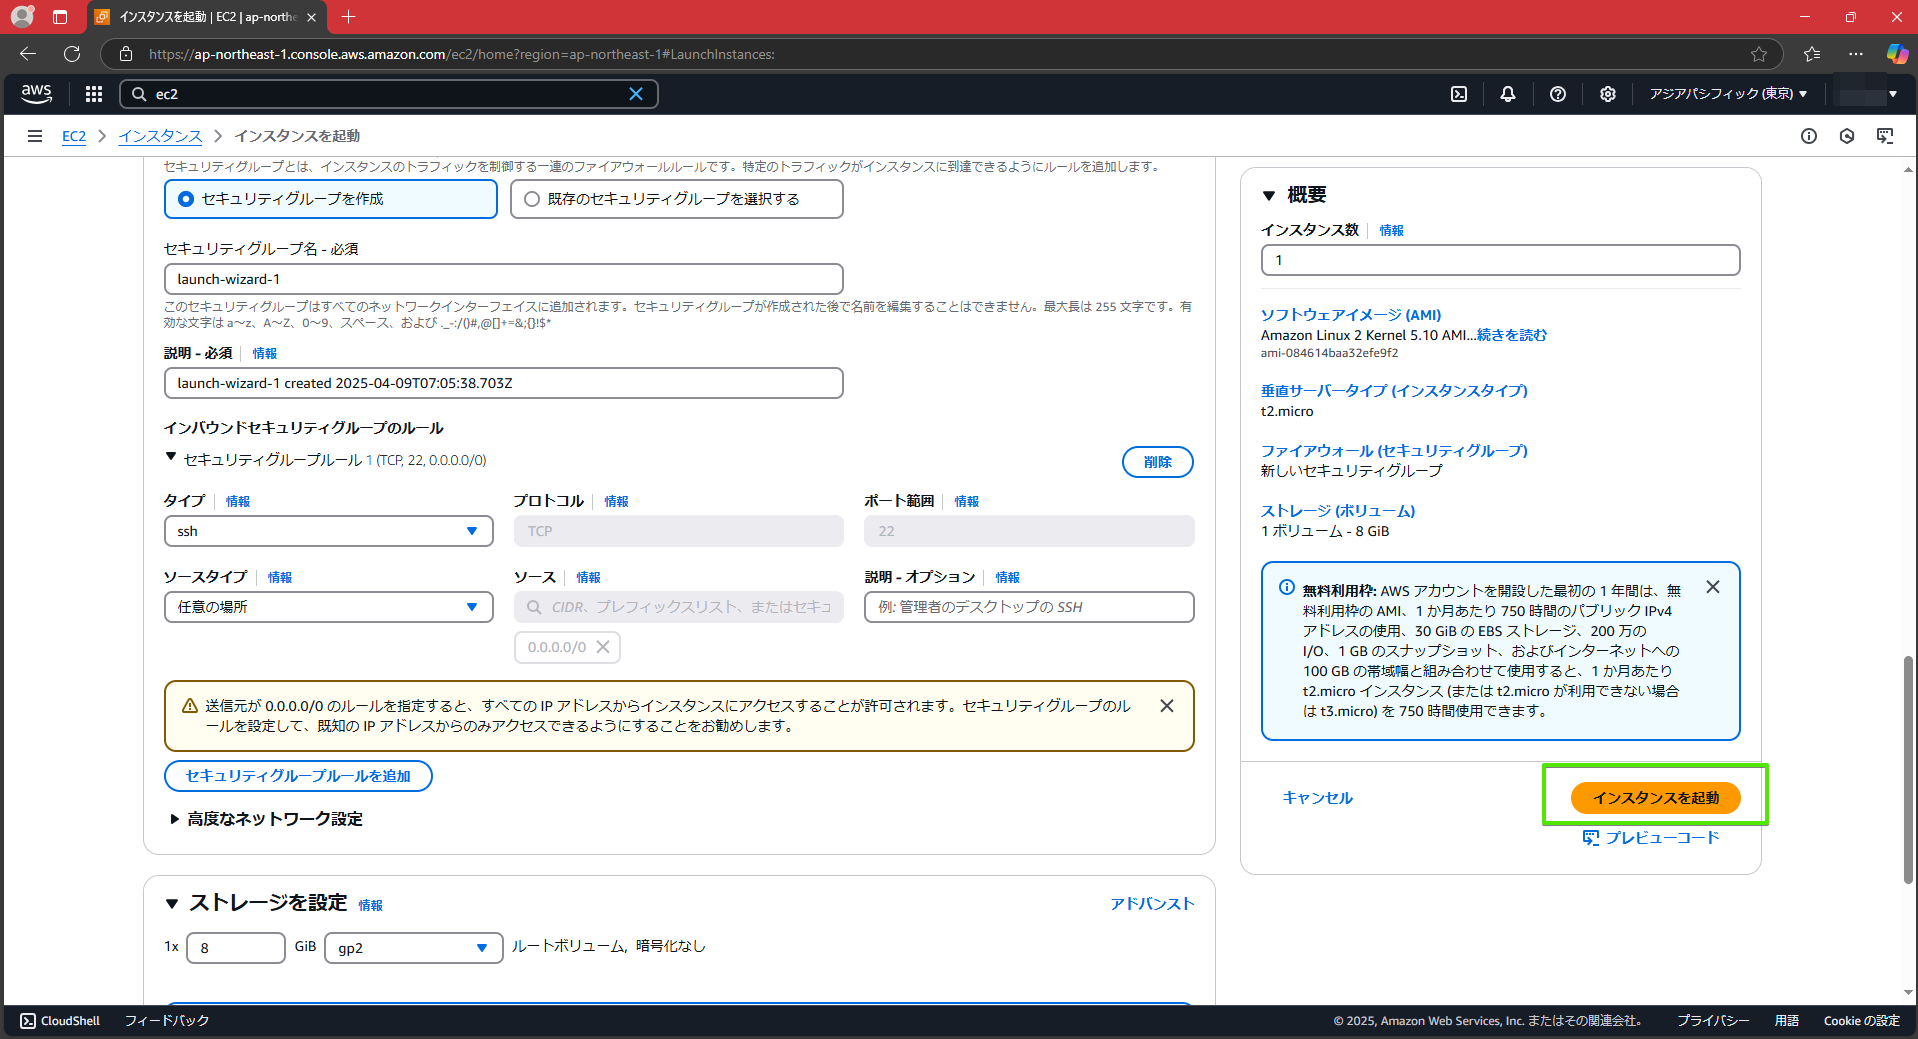 インスタンスを起動 | EC2 | ap-northe
https://ap-northeast-1.console.aws.amazon.com/ec2/home?region=ap-northeast-1#LaunchInstances:
aws
ec2
アジアパシフィック (東京)
EC2
インスタンス
インスタンスを起動
セキュリティグループとは、インスタンスのトラフィックを制御する一連のファイアウォールルールです。特定のトラフィックがインスタンスに到達できるようにルールを追加します。
セキュリティグループを作成
既存のセキュリティグループを選択する
セキュリティグループ名 - 必須
launch-wizard-1
このセキュリティグループはすべてのネットワークインターフェイスに追加されます。セキュリティグループが作成された後で名前を編集することはできません。最大長は 255 文字です。有
効な文字は a～z、A～Z、0～9、スペース、および ._-:/()#,@[]+=&;{}!$*
説明 - 必須
情報
launch-wizard-1 created 2025-04-09T07:05:38.703Z
インバウンドセキュリティグループのルール
セキュリティグループルール 1 (TCP, 22, 0.0.0.0/0)
削除
タイプ
情報
プロトコル
情報
ポート範囲
情報
ssh
TCP
22
ソースタイプ
情報
ソース
情報
説明 - オプション
情報
任意の場所
CIDR、プレフィックスリスト、またはセキュ
例: 管理者のデスクトップの SSH
0.0.0.0/0
送信元が 0.0.0.0/0 のルールを指定すると、すべての IP アドレスからインスタンスにアクセスすることが許可されます。セキュリティグループのル
ールを設定して、既知の IP アドレスからのみアクセスできるようにすることをお勧めします。
セキュリティグループルールを追加
高度なネットワーク設定
ストレージを設定
情報
アドバンスト
1x
8
GiB
gp2
ルートボリューム, 暗号化なし
概要
インスタンス数
情報
1
ソフトウェアイメージ (AMI)
Amazon Linux 2 Kernel 5.10 AMI...続きを読む
ami-084614baa32efe9f2
垂直サーバータイプ (インスタンスタイプ)
t2.micro
ファイアウォール (セキュリティグループ)
新しいセキュリティグループ
ストレージ (ボリューム)
1 ボリューム - 8 GiB
無料利用枠: AWS アカウントを開設した最初の 1 年間は、無
料利用枠の AMI、1 か月あたり 750 時間のパブリック IPv4
アドレスの使用、30 GiB の EBS ストレージ、200 万の
I/O、1 GB のスナップショット、およびインターネットへの
100 GB の帯域幅と組み合わせて使用すると、1 か月あたり
t2.micro インスタンス (または t2.micro が利用できない場合
は t3.micro) を 750 時間使用できます。
キャンセル
インスタンスを起動
プレビューコード
CloudShell
フィードバック
© 2025, Amazon Web Services, Inc. またはその関連会社。
プライバシー
用語
Cookie の設定